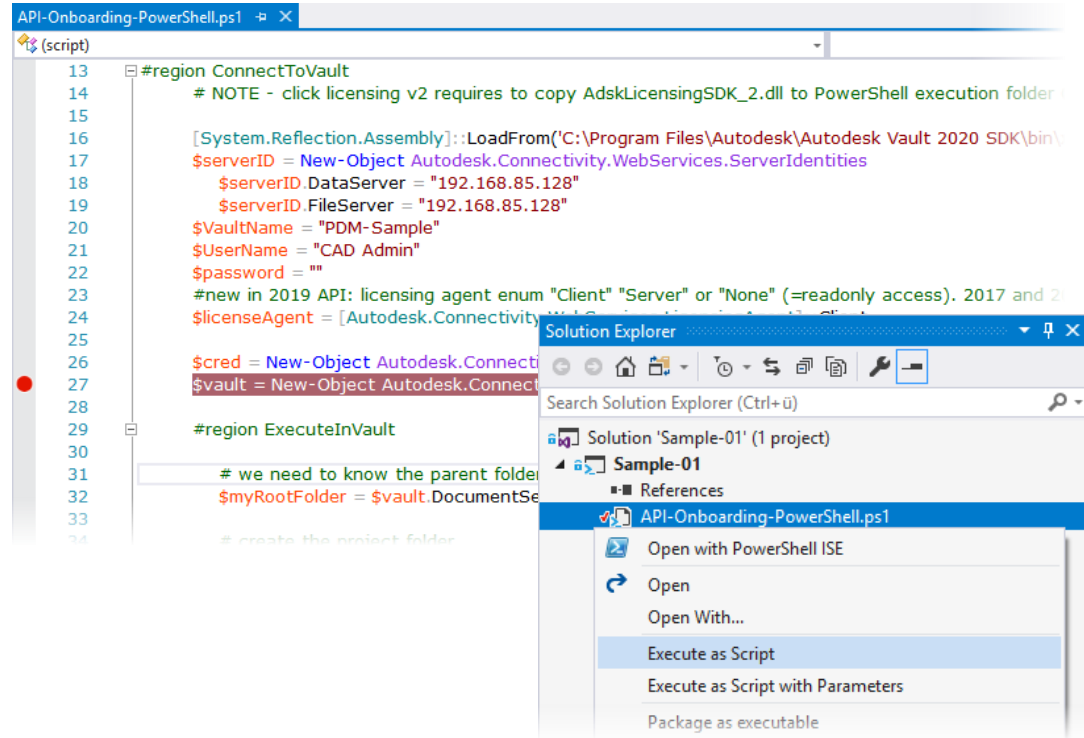 API-Onboarding-PowerShell.ps1
(script)
13 #region ConnectToVault
14 # NOTE - click licensing v2 requires to copy AdskLicensingSDK_2.dll to PowerShell execution folder
15
16 [System.Reflection.Assembly]::LoadFrom('C:\Program Files\Autodesk\Autodesk Vault 2020 SDK\bin\
17 $serverID = New-Object Autodesk.Connectivity.WebServices.ServerIdentities
18 $serverID.DataServer = "192.168.85.128"
19 $serverID.FileServer = "192.168.85.128"
20 $VaultName = "PDM-Sample"
21 $UserName = "CAD Admin"
22 $password = ""
23 #new in 2019 API: licensing agent enum "Client" "Server" or "None" (=readonly access). 2017 and 2
24 $licenseAgent = [Autodesk.Connectivity
25
26 $cred = New-Object Autodesk.Connecti
27 $vault = New-Object Autodesk.Connect
28
29 #region ExecuteInVault
30
31 # we need to know the parent folder
32 $myRootFolder = $vault.DocumentSe
33
34 # create the project folder
Solution Explorer
Search Solution Explorer (Ctrl+ü)
Solution 'Sample-01' (1 project)
Sample-01
References
API-Onboarding-PowerShell.ps1
Open with PowerShell ISE
Open
Open With...
Execute as Script
Execute as Script with Parameters
Package as executable